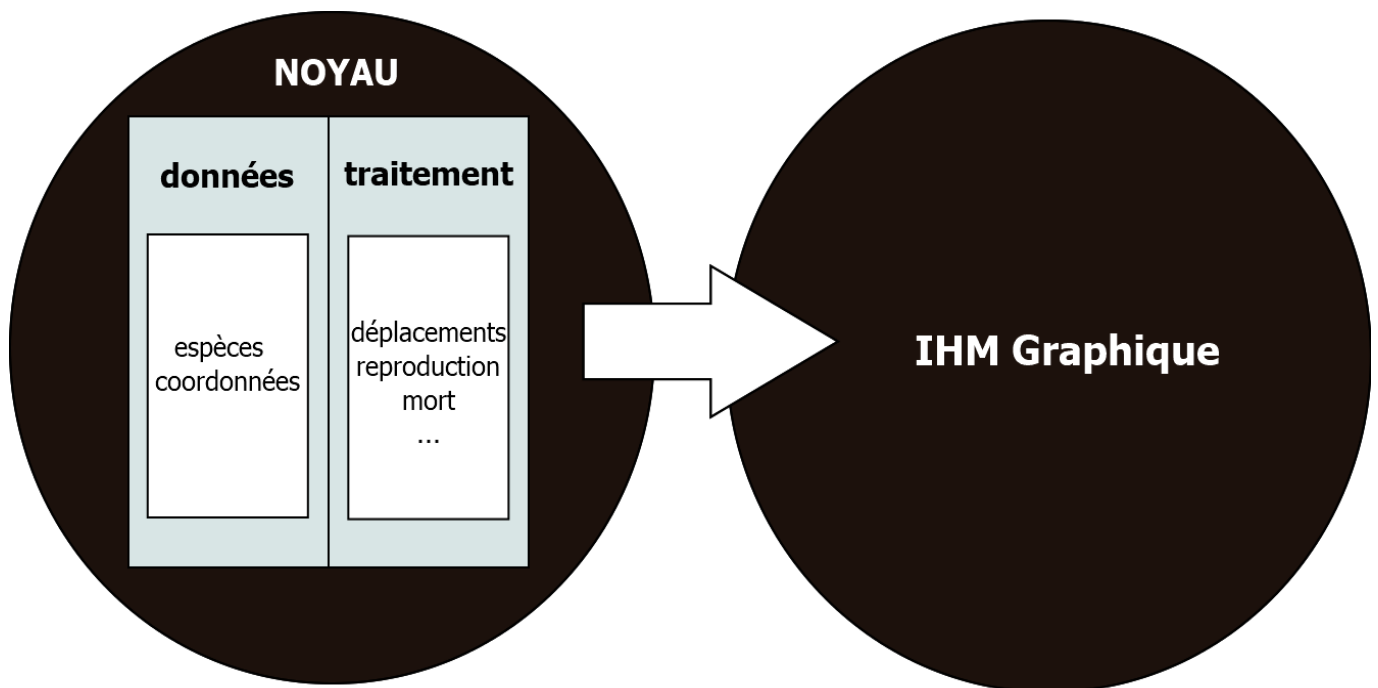 NOYAU
données
espèces
coordonnées
traitement
déplacements
reproduction
mort
...
IHM Graphique